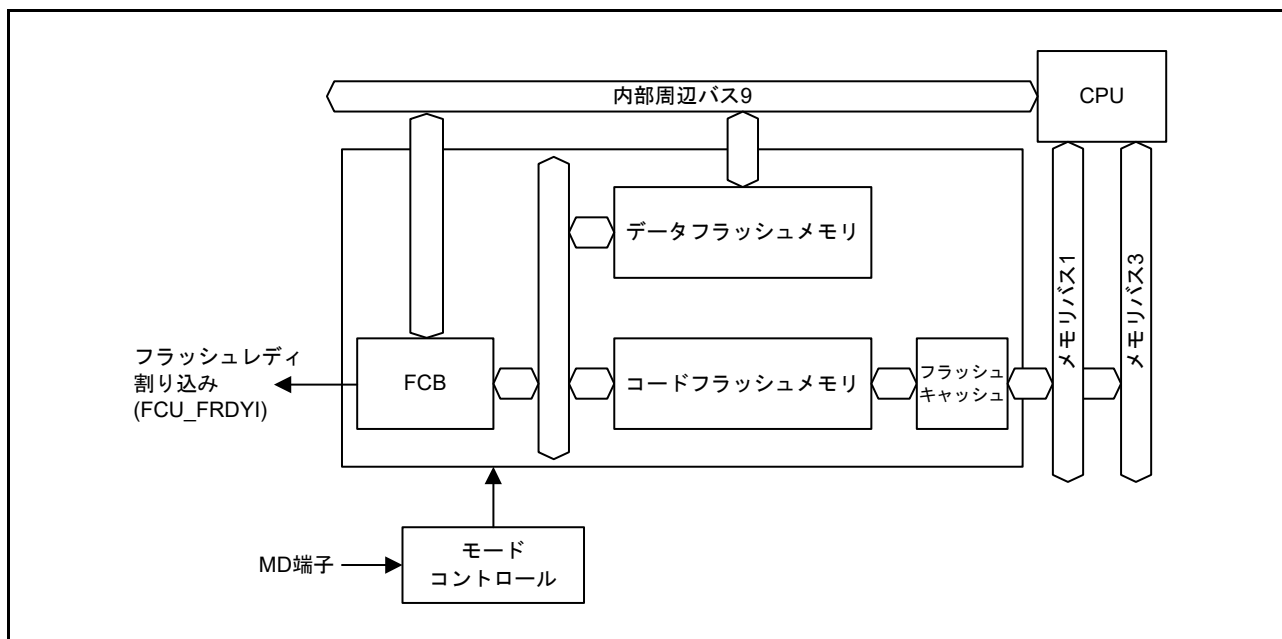 内部周辺バス9
CPU
データフラッシュメモリ
メモリバス1
メモリバス3
フラッシュレディ
割り込み
(FCU_FRDYI)
FCB
コードフラッシュメモリ
フラッシュ
キャッシュ
MD端子
モード
コントロール